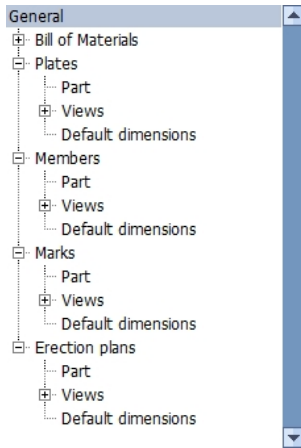 General
Bill of Materials
Plates
Part
Views
Default dimensions
Members
Part
Views
Default dimensions
Marks
Part
Views
Default dimensions
Erection plans
Part
Views
Default dimensions